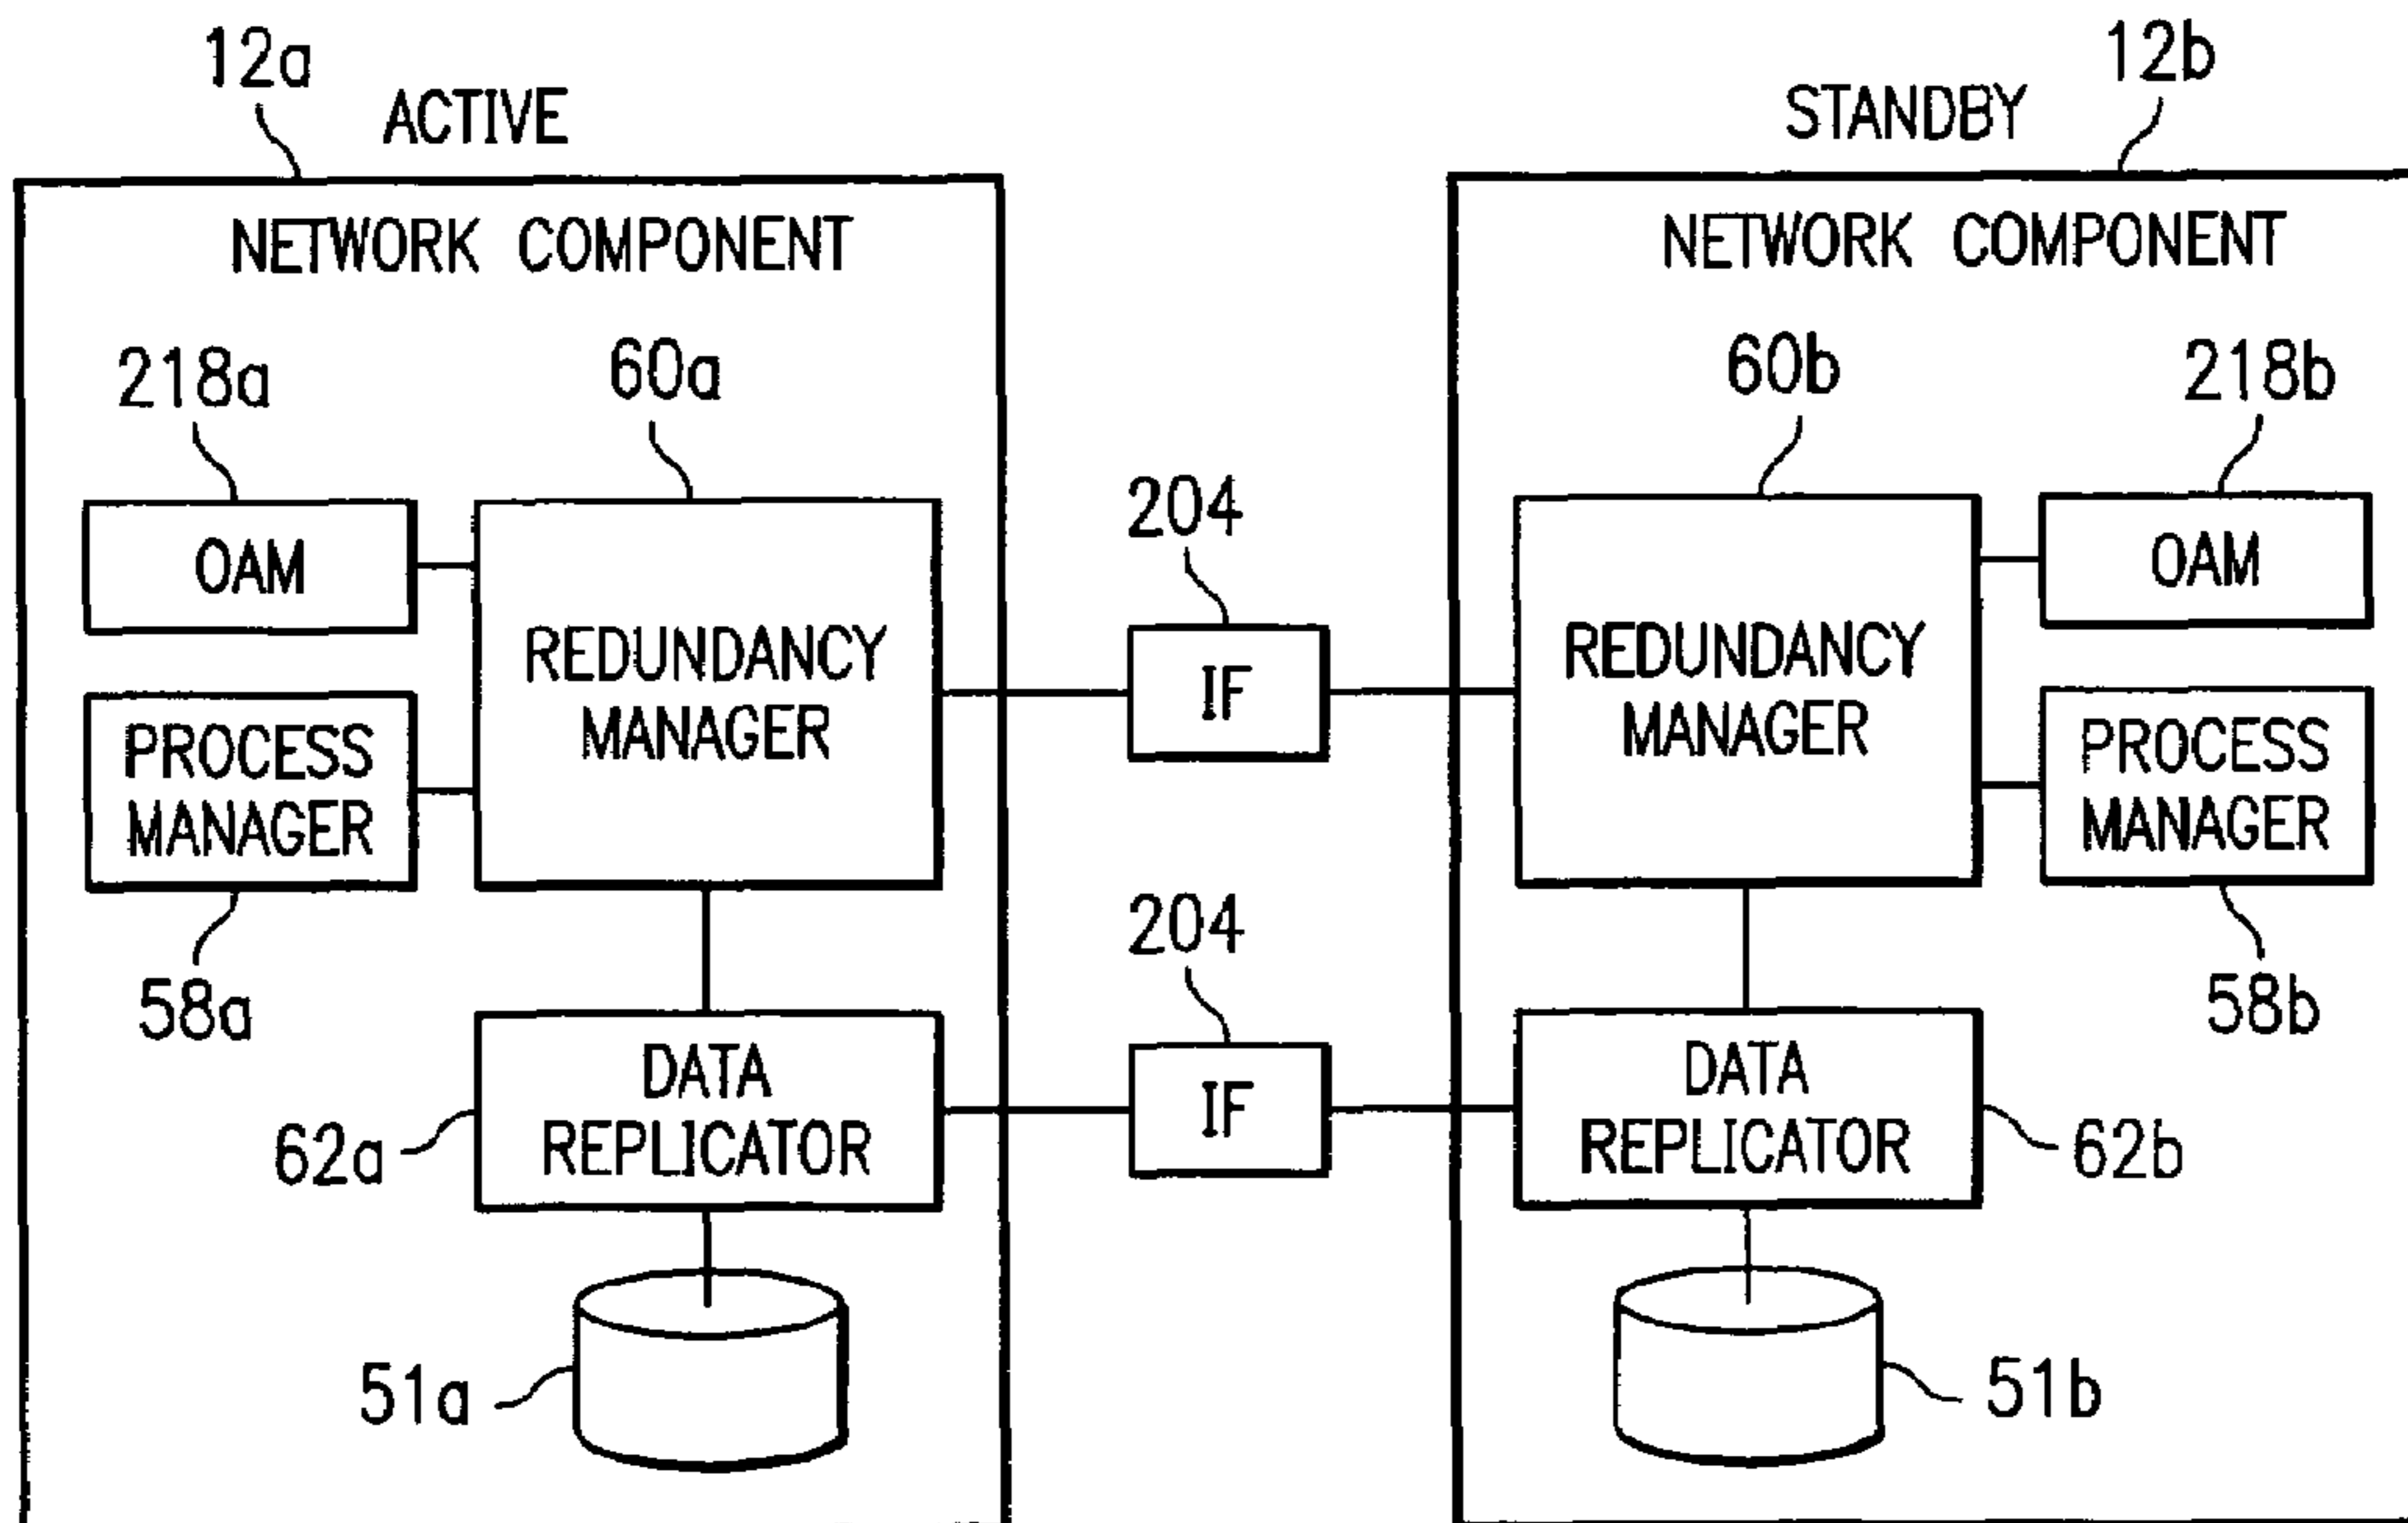 12a
12b
ACTIVE
STANDBY
NETWORK COMPONENT
NETWORK COMPONENT
218a
60a
60b
218b
204
OAM
REDUNDANCY
MANAGER
IF
REDUNDANCY
MANAGER
OAM
PROCESS
MANAGER
PROCESS
MANAGER
58a
204
58b
DATA
REPLICATOR
IF
DATA
REPLICATOR
62a
62b
51a
51b